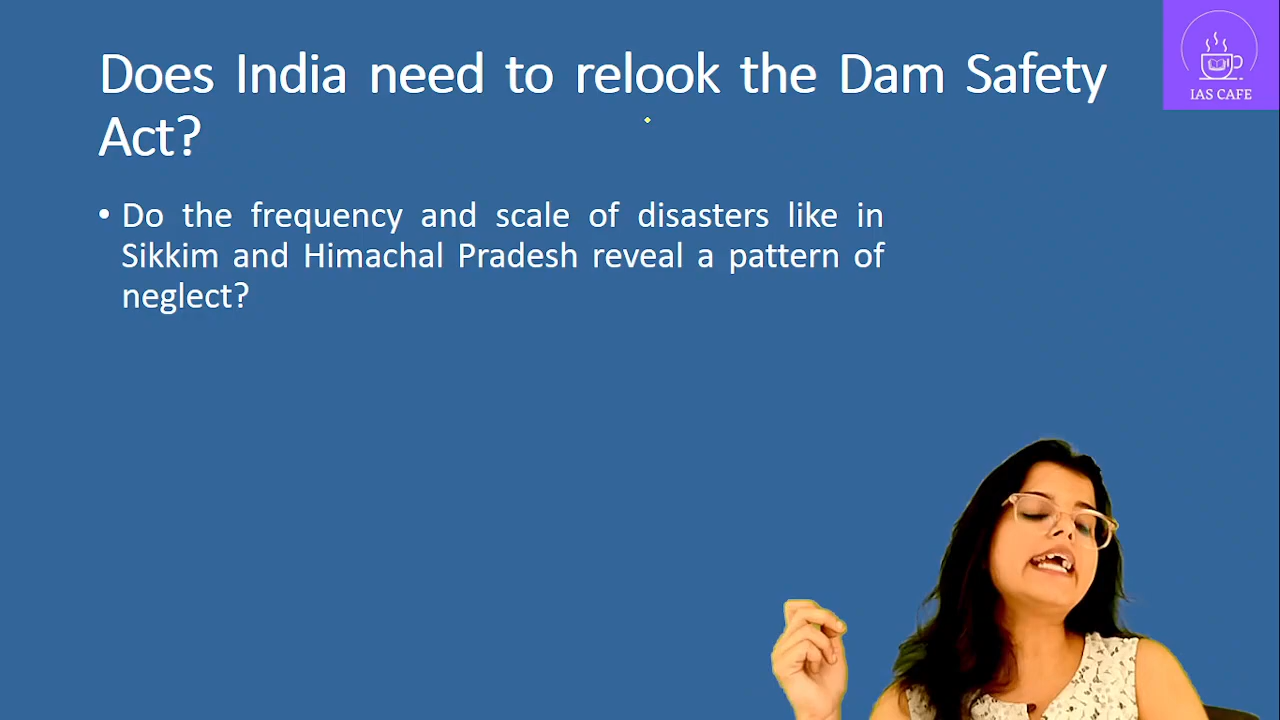 Does India need to relook the Dam Safety
Act?
• Do the frequency and scale of disasters like in
Sikkim and Himachal Pradesh reveal a pattern of
neglect?
IAS CAFE